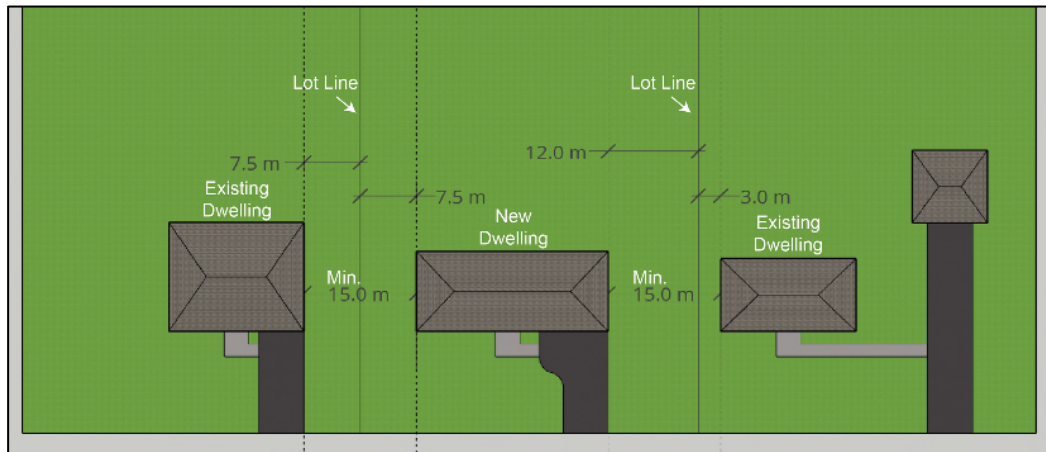 Lot Line
Lot Line
7.5 m
12.0 m
Existing
Dwelling
7.5 m
New
Dwelling
3.0 m
Existing
Dwelling
Min.
15.0 m
Min.
15.0 m